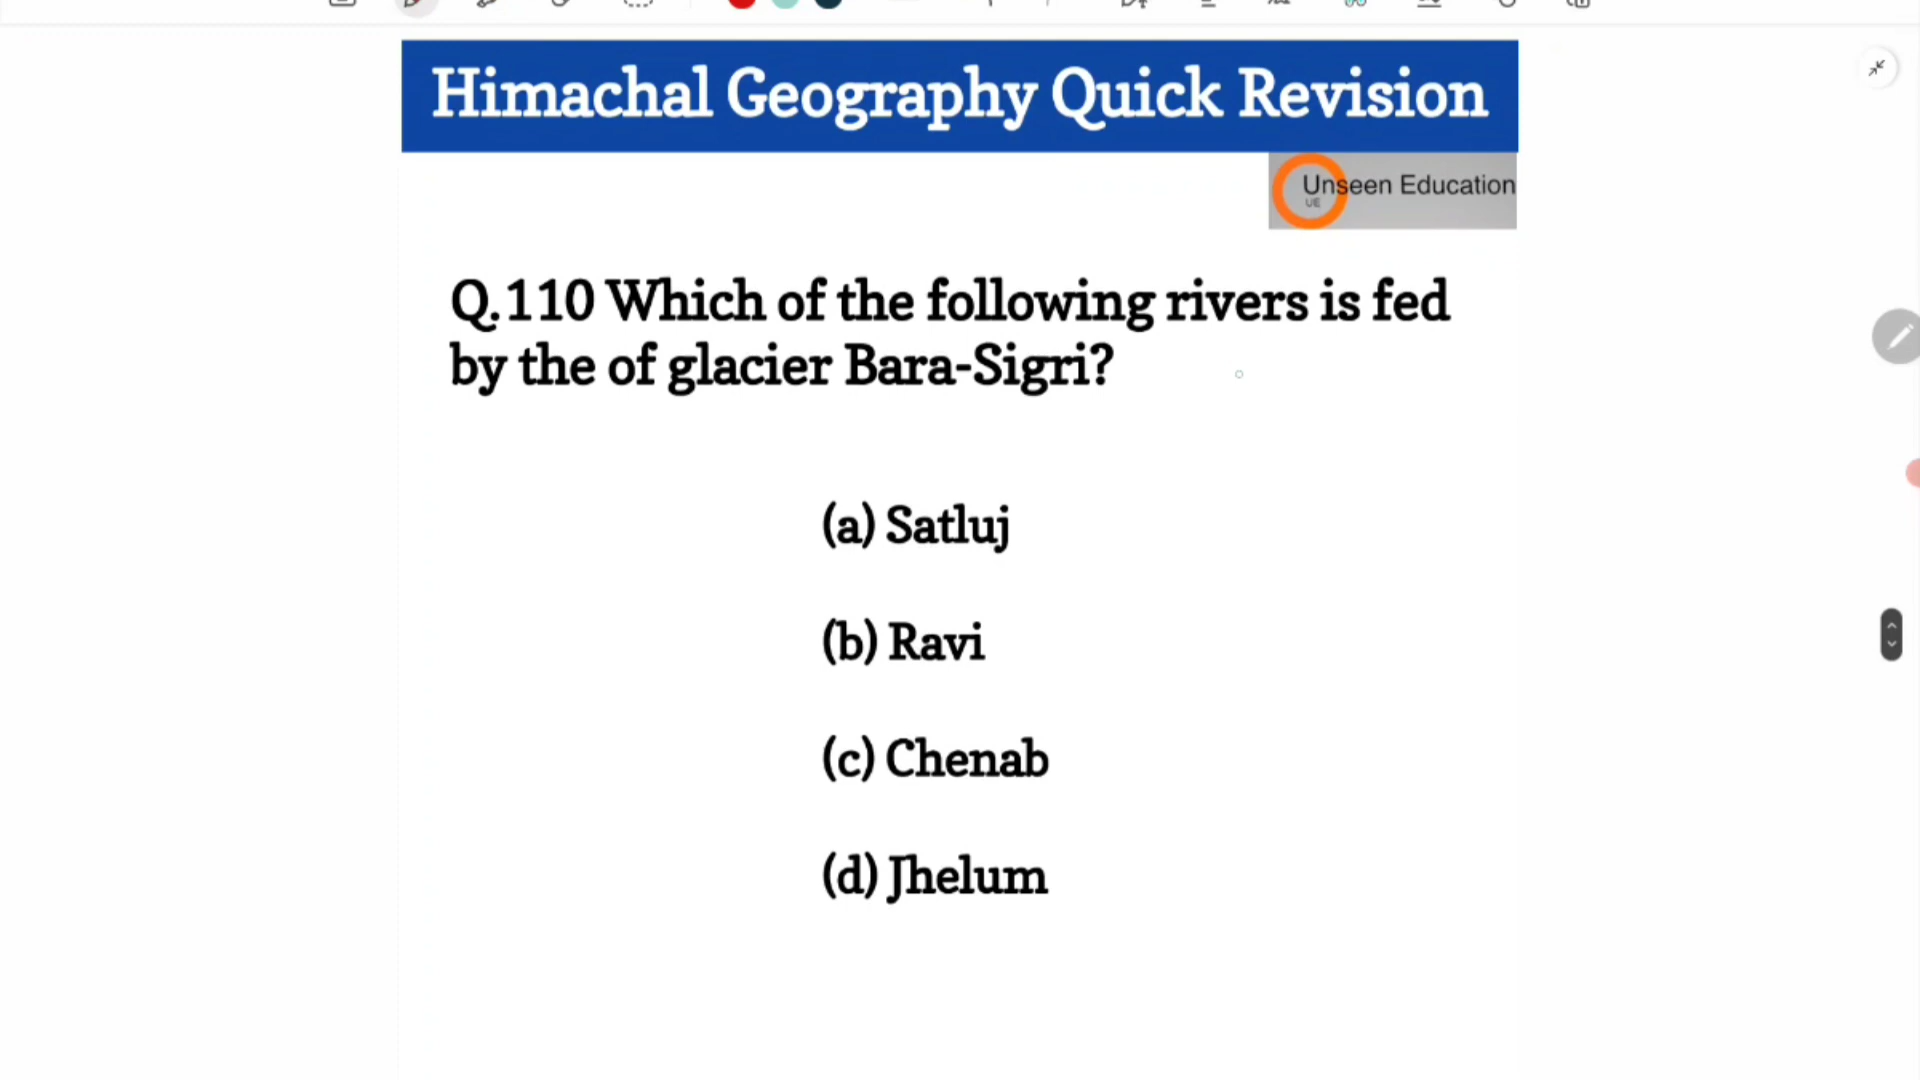 Himachal Geography Quick Revision
Unseen Education
UE
Q.110 Which of the following rivers is fed
by the of glacier Bara-Sigri?
(a) Satluj
(b) Ravi
(c) Chenab
(d) Jhelum